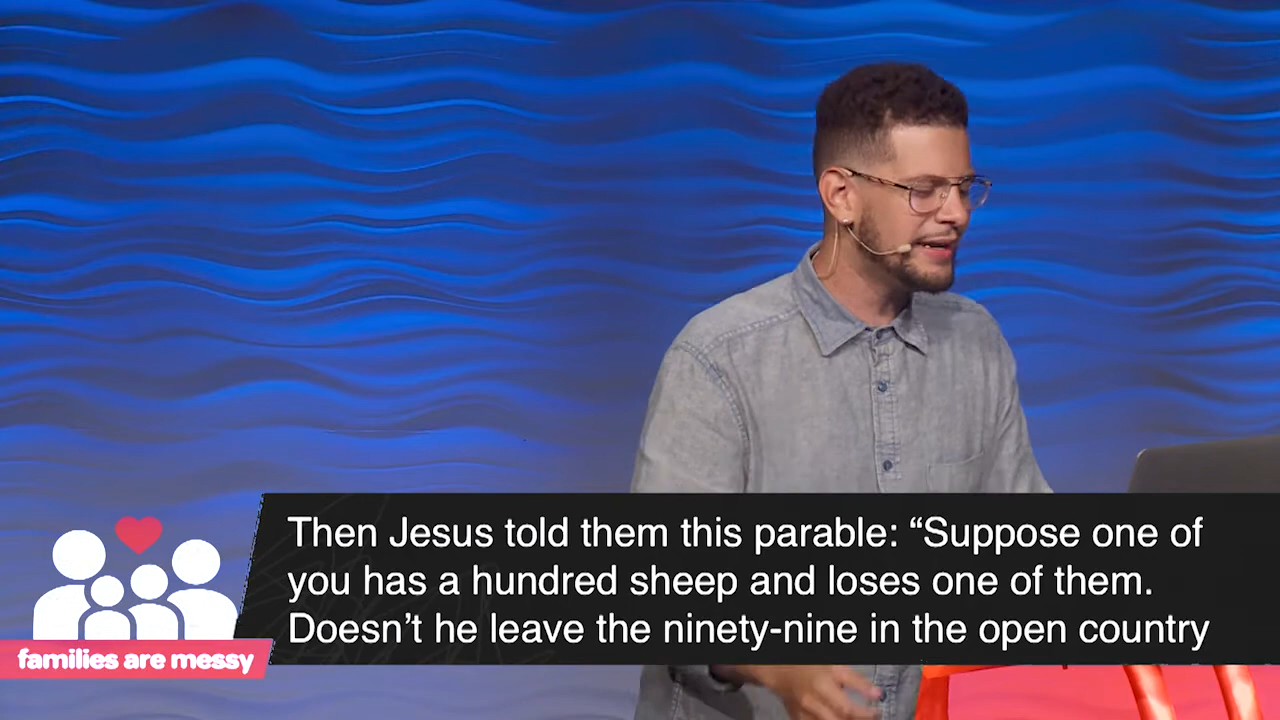 Then Jesus told them this parable: “Suppose one of
you has a hundred sheep and loses one of them.
Doesn’t he leave the ninety-nine in the open country
families are messy